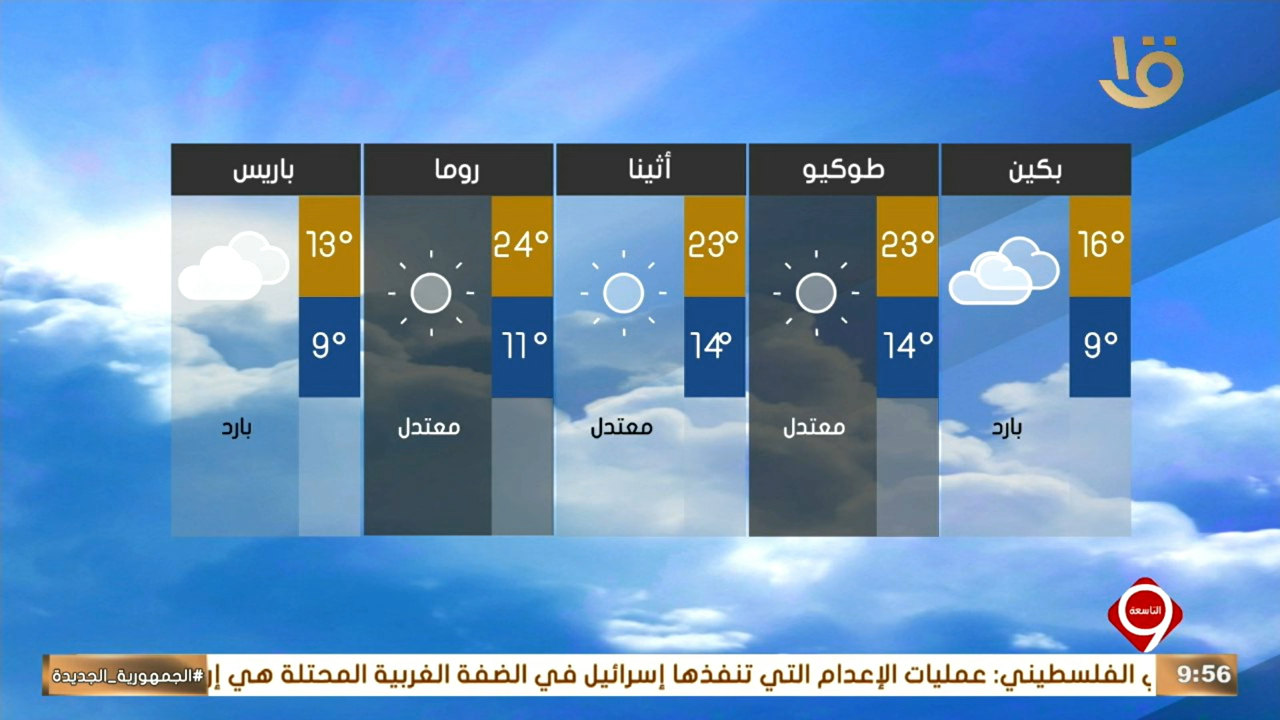 بكين
16°
9°
بارد
طوكيو
23°
14°
معتدل
أثينا
23°
14°
معتدل
روما
24°
11°
معتدل
باريس
13°
9°
بارد
التاسعة
9
9:56
الفلسطيني: عمليات الإعدام التي تنفذها إسرائيل في الضفة الغربية المحتلة هي
#الجمهورية_الجديدة